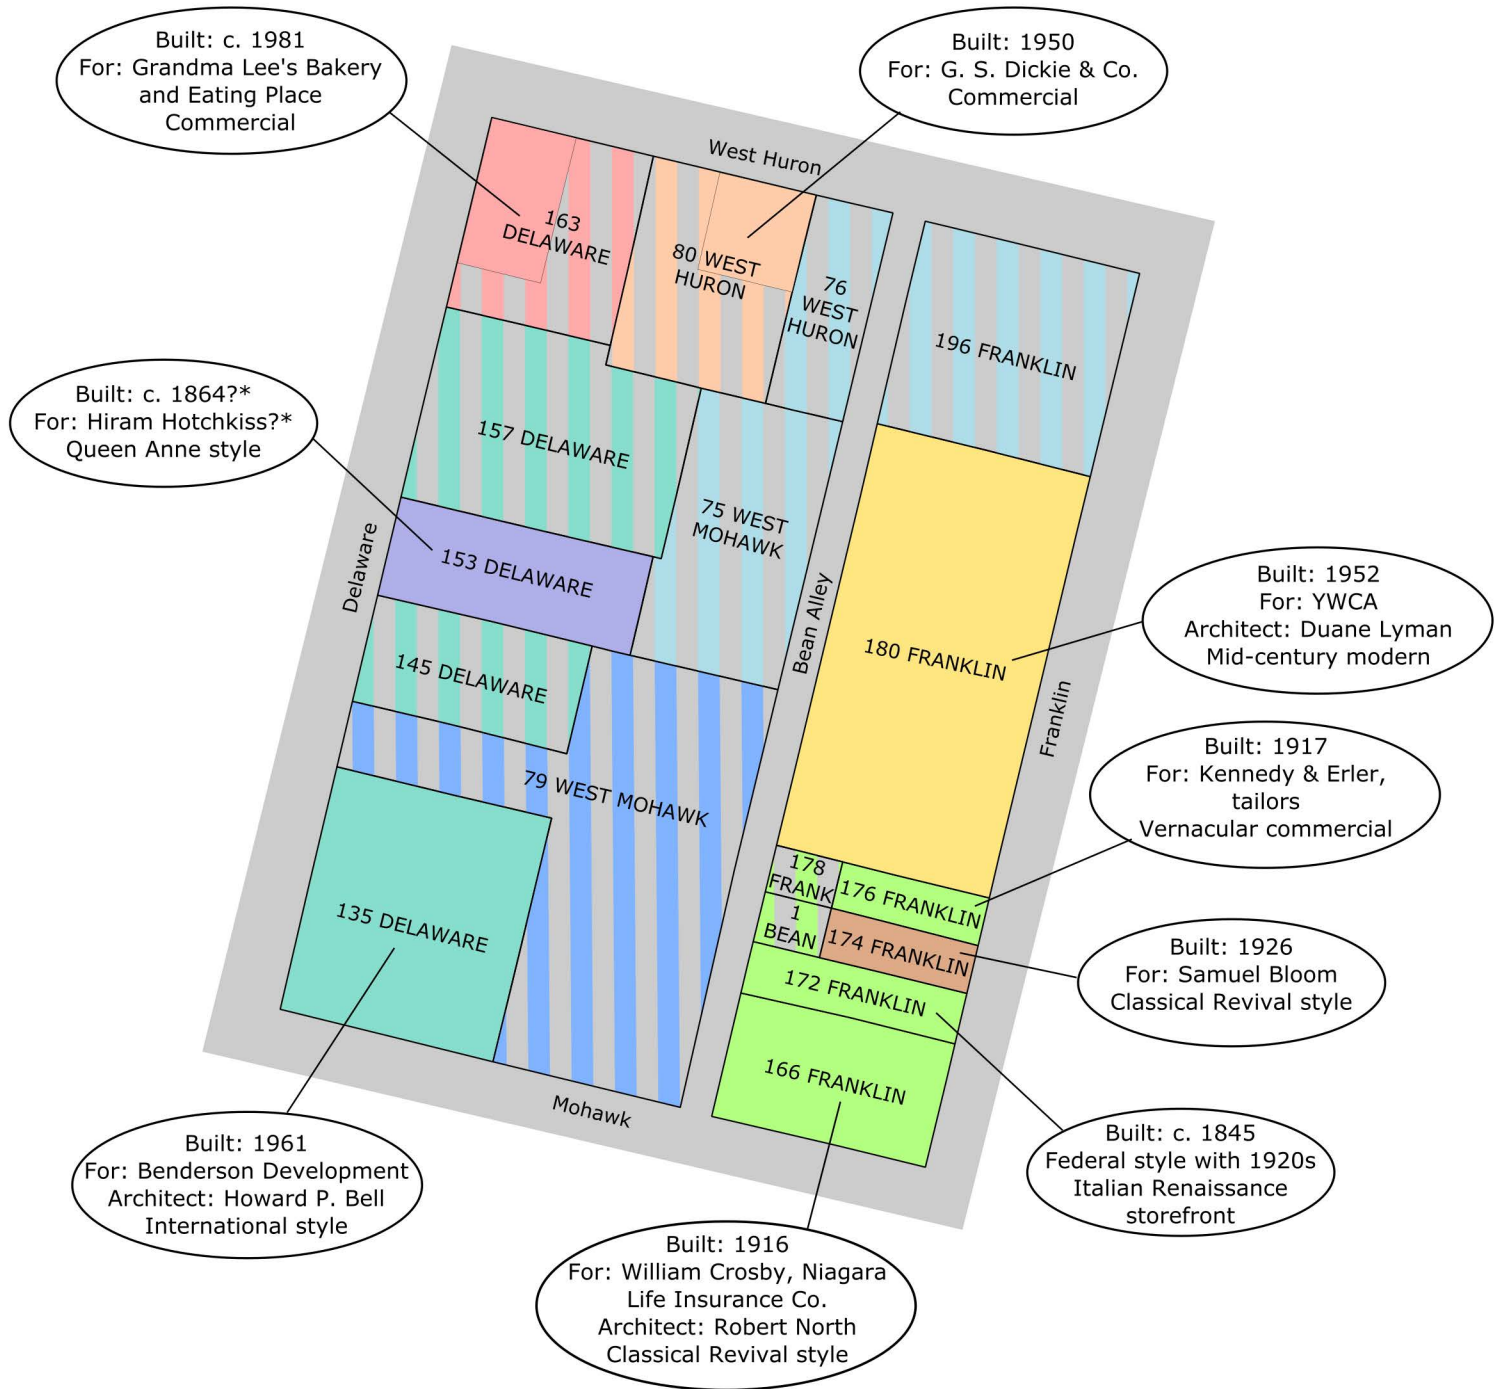 Built: c. 1981
For: Grandma Lee's Bakery
and Eating Place
Commercial
Built: 1950
For: G. S. Dickie & Co.
Commercial
West Huron
163
DELAWARE
80 WEST
HURON
76
WEST
HURON
196 FRANKLIN
Built: c. 1864?*
For: Hiram Hotchkiss?*
Queen Anne style
157 DELAWARE
75 WEST
MOHAWK
Delaware
153 DELAWARE
Bean Alley
180 FRANKLIN
Built: 1952
For: YWCA
Architect: Duane Lyman
Mid-century modern
145 DELAWARE
Franklin
79 WEST MOHAWK
Built: 1917
For: Kennedy & Erler,
tailors
Vernacular commercial
178
FRANK
176 FRANKLIN
1
BEAN
174 FRANKLIN
135 DELAWARE
Built: 1926
For: Samuel Bloom
Classical Revival style
172 FRANKLIN
166 FRANKLIN
Mohawk
Built: 1961
For: Benderson Development
Architect: Howard P. Bell
International style
Built: c. 1845
Federal style with 1920s
Italian Renaissance
storefront
Built: 1916
For: William Crosby, Niagara
Life Insurance Co.
Architect: Robert North
Classical Revival style